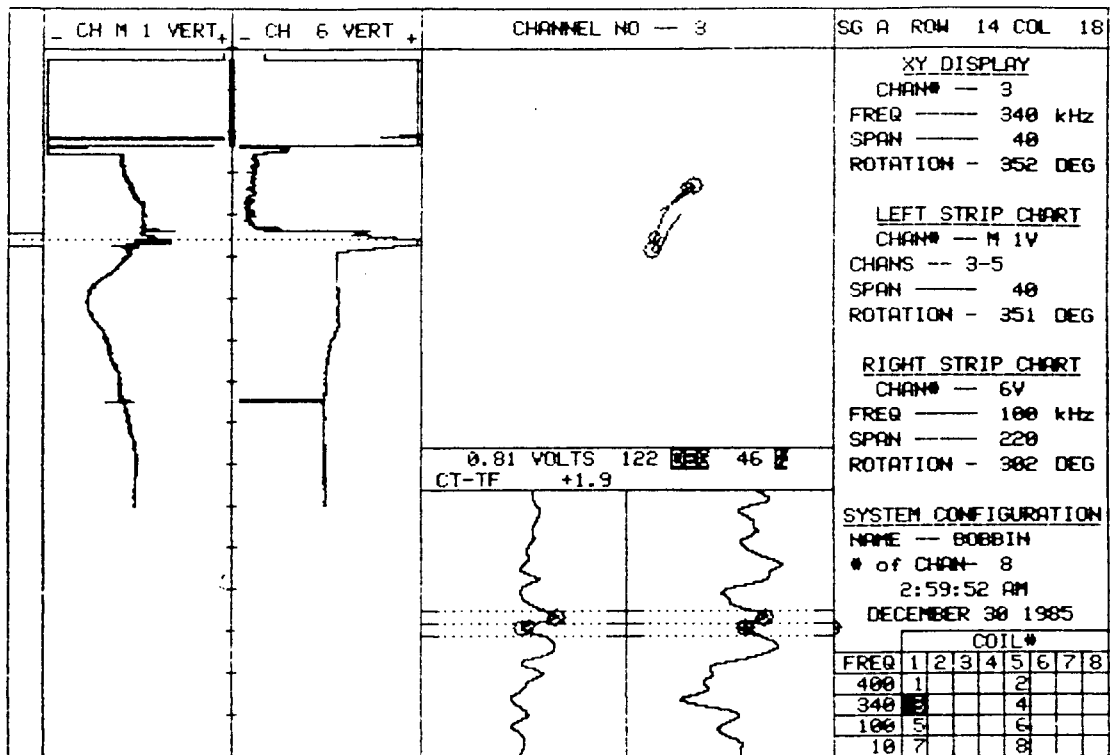 _ CH M 1 VERT +
_ CH 6 VERT +
CHANNEL NO -- 3
SG A ROW 14 COL 18
XY DISPLAY
CHAN# -- 3
FREQ ----- 340 kHz
SPAN ----- 40
ROTATION - 352 DEG
LEFT STRIP CHART
CHAN# -- M 1V
CHANS -- 3-5
SPAN ----- 40
ROTATION - 351 DEG
RIGHT STRIP CHART
CHAN# -- 6V
FREQ ----- 100 kHz
SPAN ----- 220
ROTATION - 302 DEG
0.81 VOLTS 122 46
CT-TF +1.9
SYSTEM CONFIGURATION
NAME -- BOBBIN
# of CHAN- 8
2:59:52 AM
DECEMBER 30 1985
COIL#
FREQ 1 2 3 4 5 6 7 8
400 1 2
340 4
100 5 6
10 7 8